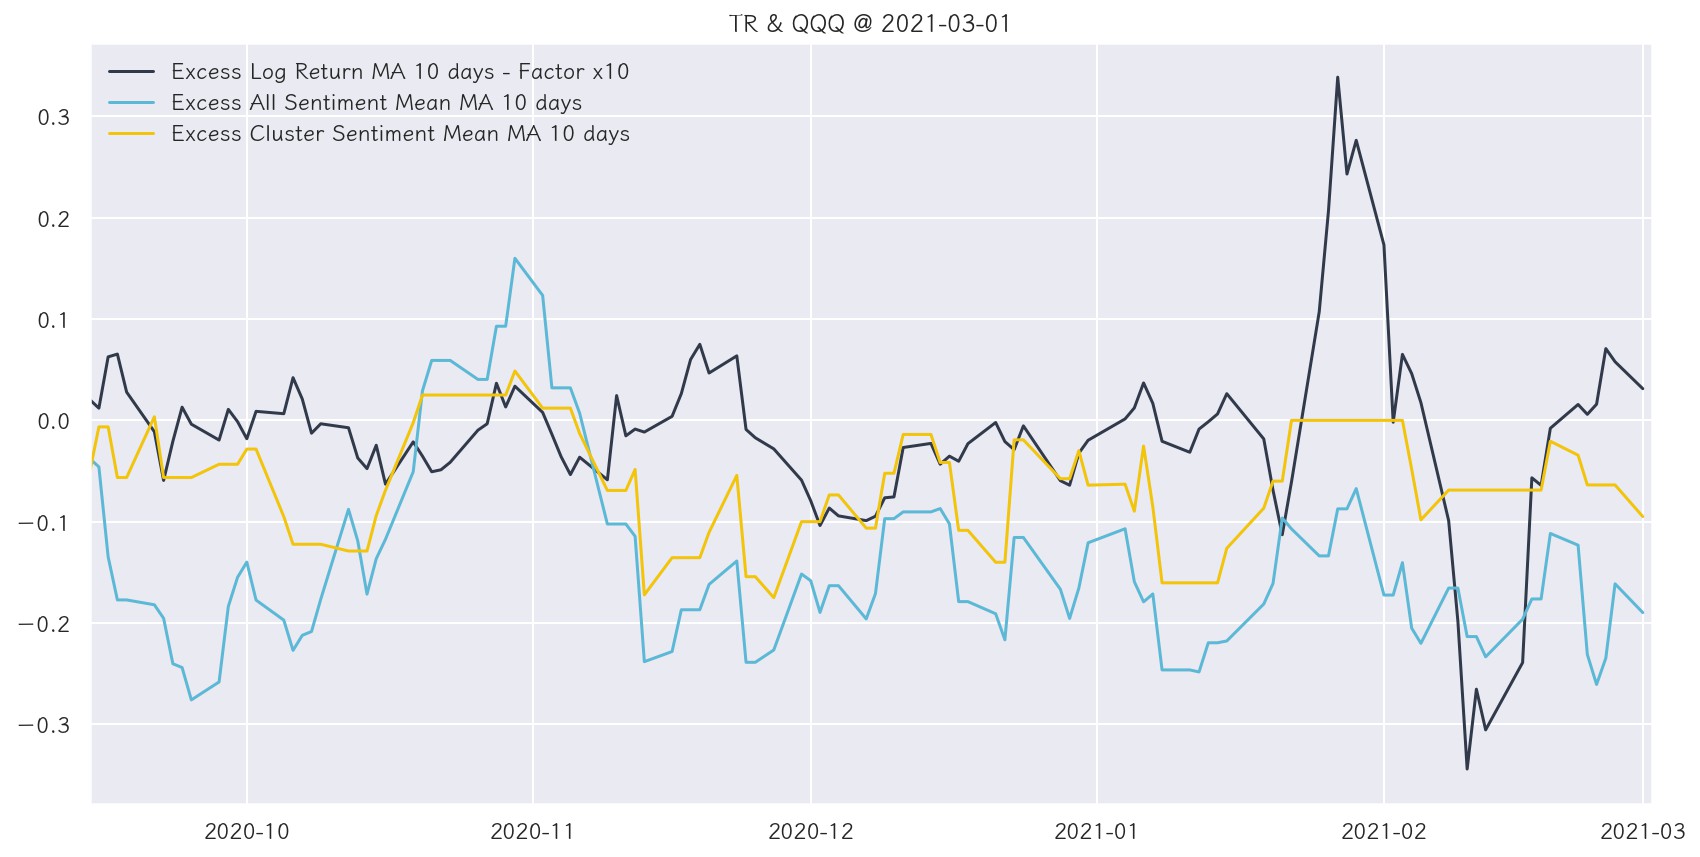 TR & QQQ @ 2021-03-01
Excess Log Return MA 10 days - Factor x10
Excess All Sentiment Mean MA 10 days
Excess Cluster Sentiment Mean MA 10 days
0.3
0.2
0.1
0.0
−0.1
−0.2
−0.3
2020-10 2020-11 2020-12 2021-01 2021-02 2021-03